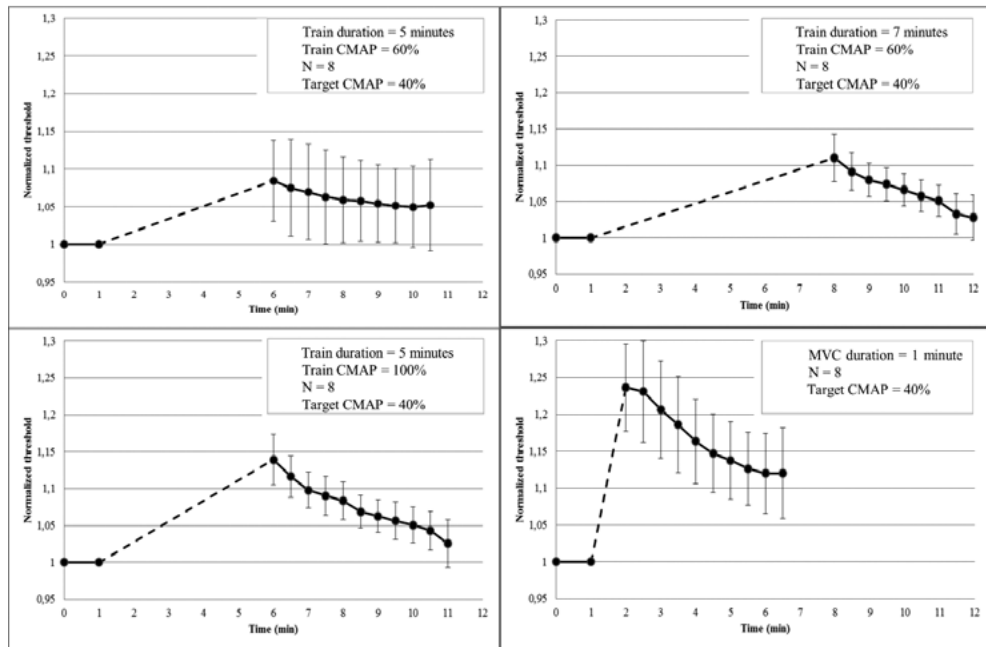 1,3
1,25
1,2
1,15
1,1
1,05
1
0,95
Normalized threshold
Train duration = 5 minutes
Train CMAP = 60%
N = 8
Target CMAP = 40%
0 1 2 3 4 5 6 7 8 9 10 11 12
Time (min)
1,3
1,25
1,2
1,15
1,1
1,05
1
0,95
Normalized threshold
Train duration = 7 minutes
Train CMAP = 60%
N = 8
Target CMAP = 40%
0 1 2 3 4 5 6 7 8 9 10 11 12
Time (min)
1,3
1,25
1,2
1,15
1,1
1,05
1
0,95
Normalized threshold
Train duration = 5 minutes
Train CMAP = 100%
N = 8
Target CMAP = 40%
0 1 2 3 4 5 6 7 8 9 10 11 12
Time (min)
1,3
1,25
1,2
1,15
1,1
1,05
1
0,95
Normalized threshold
MVC duration = 1 minute
N = 8
Target CMAP = 40%
0 1 2 3 4 5 6 7 8 9 10 11 12
Time (min)